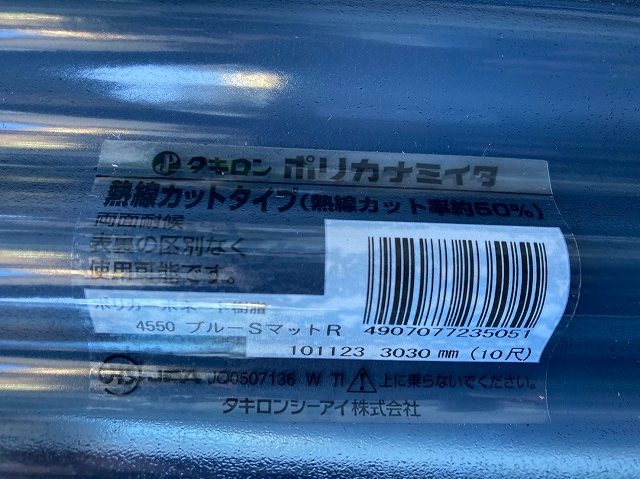 タキロン ポリカナミイタ
熱線カットタイプ(熱線カット率約50%)
両面耐候
表裏の区別なく
使用可能です。
ポリカーボネート樹脂
4550 ブルーSマットR
4907077235051
101123 3030mm (10尺)
JIS JSA JQ0507136 W TI ⚠上に乗らないでください。
タキロンシーアイ株式会社